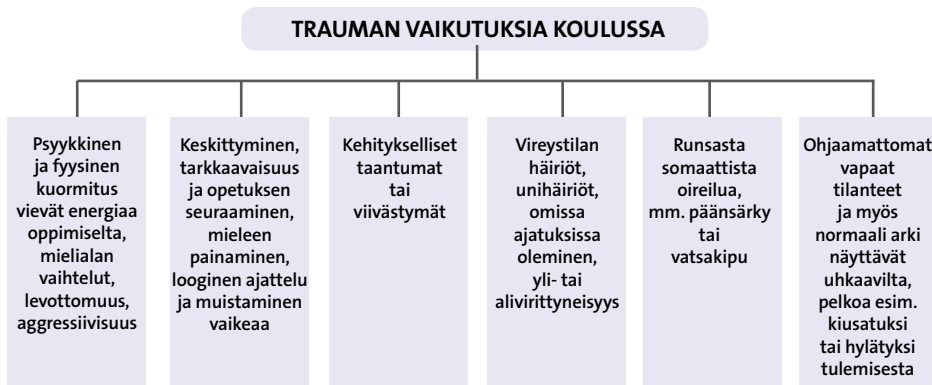 TRAUMAN VAIKUTUKSIA KOULUSSA
Psyykkinen
ja fyysinen
kuormitus
vievät energiaa
oppimiselta,
mielialan
vaihtelut,
levottomuus,
aggressiivisuus
Keskittyminen,
tarkkaavaisuus
ja opetuksen
seuraaminen,
mieleen
painaminen,
looginen ajattelu
ja muistaminen
vaikeaa
Kehitykselliset
taantumat
tai
viivästymät
Vireystilan
häiriöt,
unihäiriöt,
omissa
ajatuksissa
oleminen,
yli- tai
alivirittyneisyys
Runsasta
somaattista
oireilua,
mm. päänsärky
tai
vatsakipu
Ohjaamattomat
vapaat
tilanteet
ja myös
normaali arki
näyttävät
uhkaavilta,
pelkoa esim.
kiusatuksi
tai hylätyksi
tulemisesta